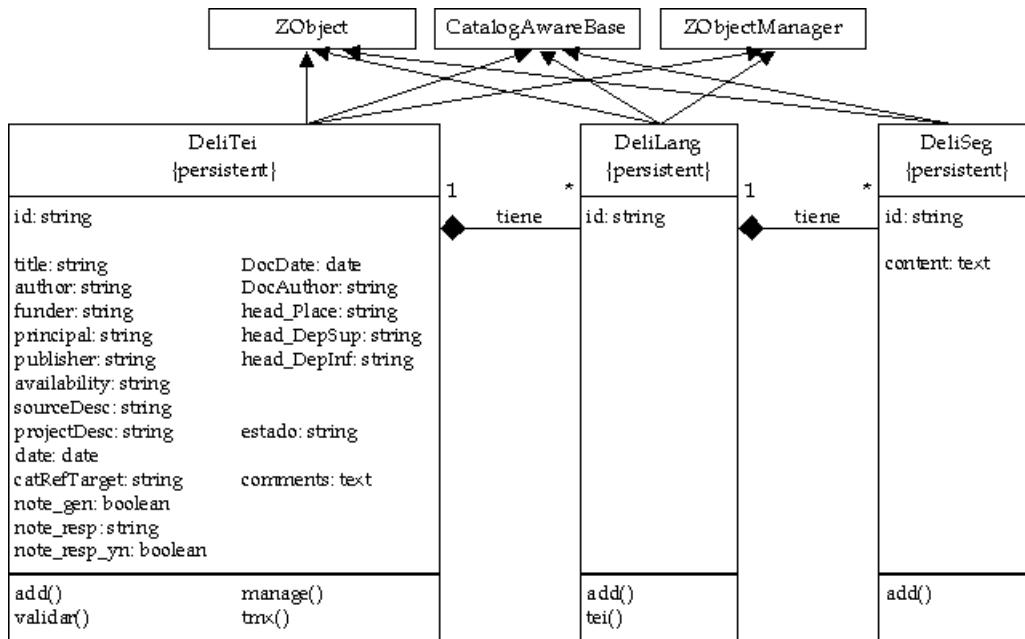 ZObject
CatalogAwareBase
ZObjectManager
DeliTei
{persistent}
id: string
title: string
author: string
funder: string
principal: string
publisher: string
availability: string
sourceDesc: string
projectDesc: string
date: date
catRefTarget: string
note_gen: boolean
note_resp: string
note_resp_yn: boolean
DocDate: date
DocAuthor: string
head_Place: string
head_DepSup: string
head_DepInf: string
estado: string
comments: text
add()
validar()
manage()
tmx()
1
*
tiene
DeliLang
{persistent}
id: string
add()
tei()
1
*
tiene
DeliSeg
{persistent}
id: string
content: text
add()